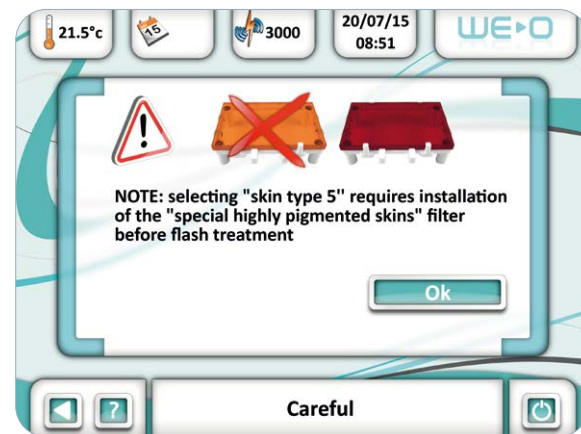 21.5°c
15
3000
20/07/15
08:51
WE►O
NOTE: selecting "skin type 5" requires installation
of the "special highly pigmented skins" filter
before flash treatment
Ok
?
Careful